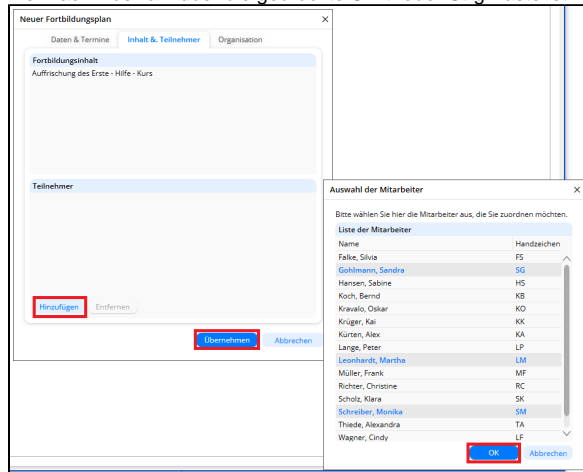 Neuer Fortbildungsplan
Daten & Termine Inhalt &. Teilnehmer Organisation
Fortbildungsinhalt
Auffrischung des Erste - Hilfe - Kurs
Teilnehmer
Hinzufügen Entfernen
Übernehmen Abbrechen
Auswahl der Mitarbeiter
Bitte wählen Sie hier die Mitarbeiter aus, die Sie zuordnen möchten.
Liste der Mitarbeiter
Name Handzeichen
Falke, Silvia FS
Gohlmann, Sandra SG
Hansen, Sabine HS
Koch, Bernd KB
Kravalo, Oskar KO
Krüger, Kai KK
Kürten, Alex KA
Lange, Peter LP
Leonhardt, Martha LM
Müller, Frank MF
Richter, Christine RC
Scholz, Klara SK
Schreiber, Monika SM
Thiede, Alexandra TA
Wagner, Cindy LF
OK Abbrechen